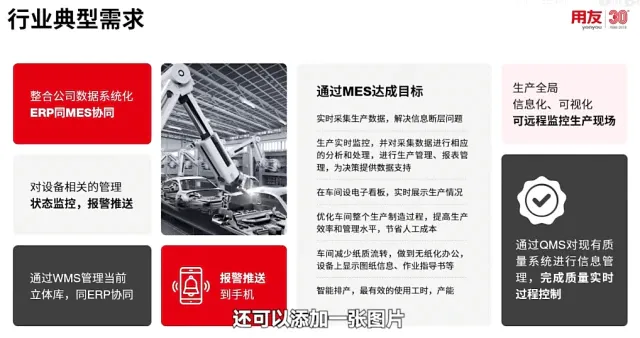 行业典型需求
用友
yonyou
30
整合公司数据系统化
ERP同MES协同
对设备相关的管理
状态监控，报警推送
通过WMS管理当前
立体库，同ERP协同
报警推送
到手机
通过MES达成目标
实时采集生产数据，解决信息断层问题
生产实时监控，并对采集数据进行相应
的分析和处理，进行生产管理、报表管
理，为决策提供数据支持
在车间设电子看板，实时展示生产情况
优化车间整个生产制造过程，提高生产
效率和管理水平，节省人工成本
车间减少纸质流转，做到无纸化办公，
设备上显示图纸信息、作业指导书等
智能排产，最有效的使用工时，产能
生产全局
信息化、可视化
可远程监控生产现场
通过QMS对现有质
量系统进行信息管
理，完成质量实时
过程控制
还可以添加一张图片